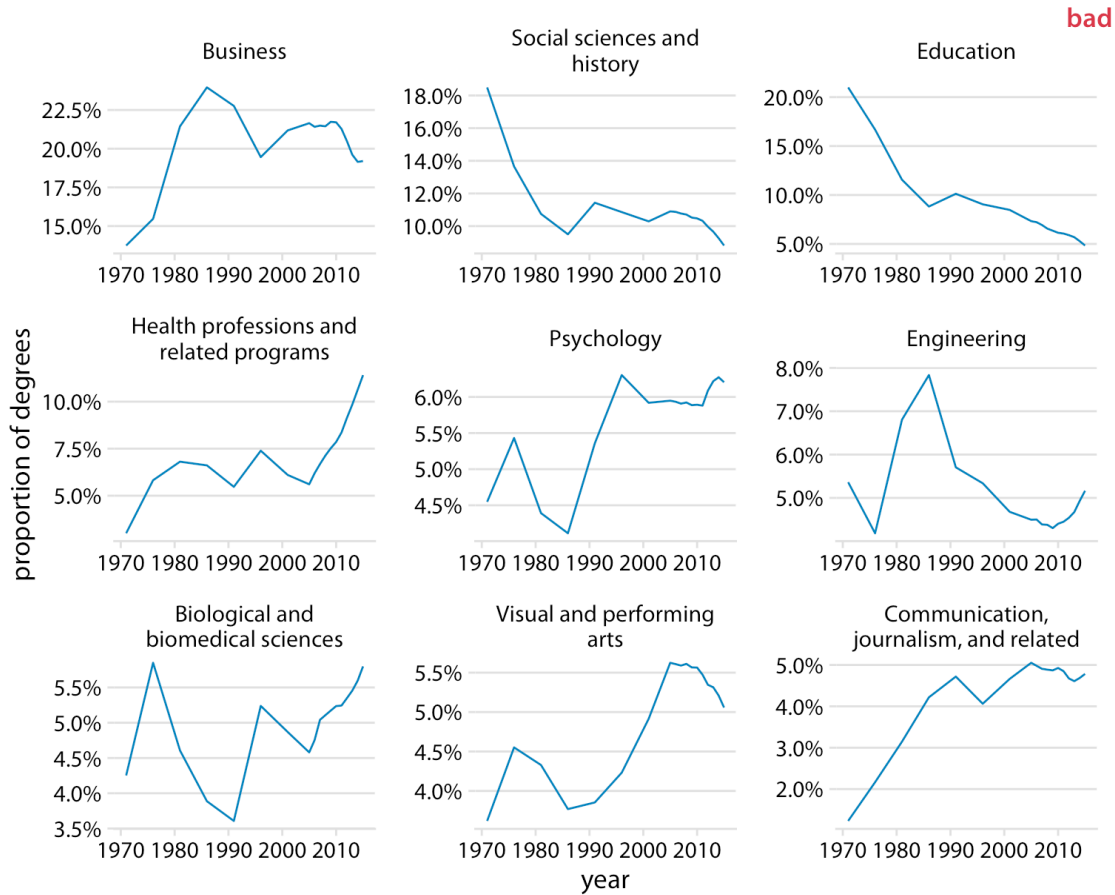 bad
Business
Social sciences and
history
Education
22.5%
20.0%
17.5%
15.0%
1970 1980 1990 2000 2010
18.0%
16.0%
14.0%
12.0%
10.0%
1970 1980 1990 2000 2010
20.0%
15.0%
10.0%
5.0%
1970 1980 1990 2000 2010
proportion of degrees
Health professions and
related programs
Psychology
Engineering
10.0%
7.5%
5.0%
1970 1980 1990 2000 2010
6.0%
5.5%
5.0%
4.5%
1970 1980 1990 2000 2010
8.0%
7.0%
6.0%
5.0%
1970 1980 1990 2000 2010
Biological and
biomedical sciences
Visual and performing
arts
Communication,
journalism, and related
5.5%
5.0%
4.5%
4.0%
3.5%
1970 1980 1990 2000 2010
5.5%
5.0%
4.5%
4.0%
1970 1980 1990 2000 2010
5.0%
4.0%
3.0%
2.0%
1970 1980 1990 2000 2010
year